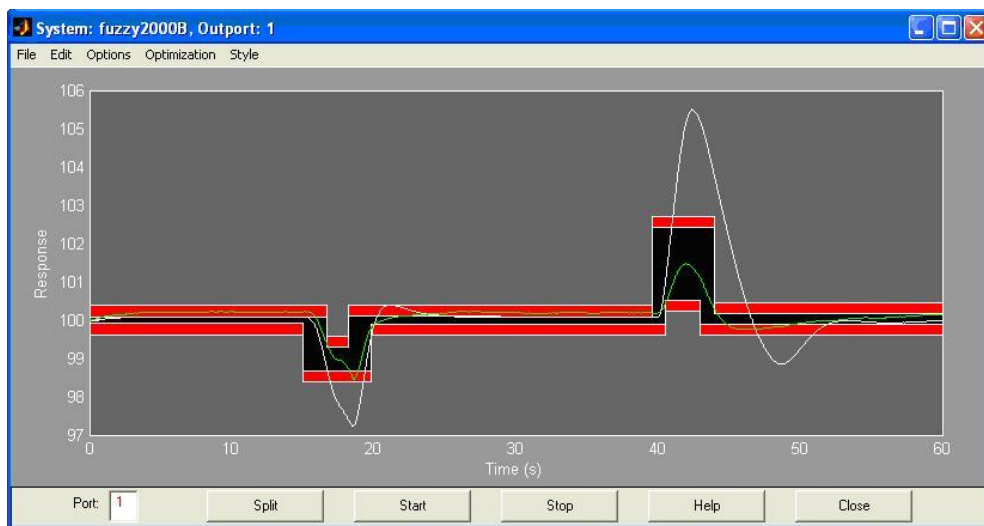 System: fuzzy2000B, Outport: 1
File Edit Options Optimization Style
106
105
104
103
102
101
100
99
98
97
Response
0 10 20 30 40 50 60
Time (s)
Port: 1 Split Start Stop Help Close